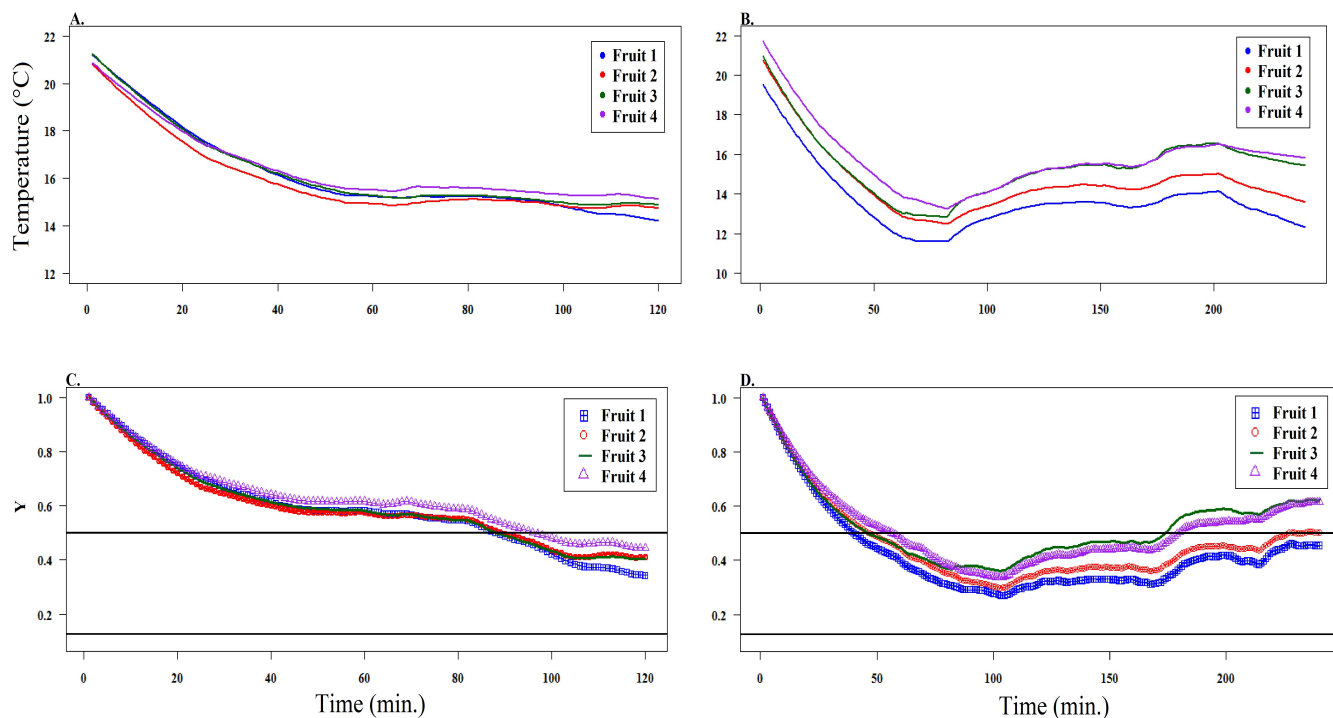 A.
Temperature (°C)
22
20
18
16
14
12
0
20
40
60
80
100
120
Fruit 1
Fruit 2
Fruit 3
Fruit 4
B.
22
20
18
16
14
12
10
0
50
100
150
200
Fruit 1
Fruit 2
Fruit 3
Fruit 4
C.
Y
1.0
0.8
0.6
0.4
0.2
0
20
40
60
80
100
120
Time (min.)
Fruit 1
Fruit 2
Fruit 3
Fruit 4
D.
1.0
0.8
0.6
0.4
0.2
0
50
100
150
200
Time (min.)
Fruit 1
Fruit 2
Fruit 3
Fruit 4